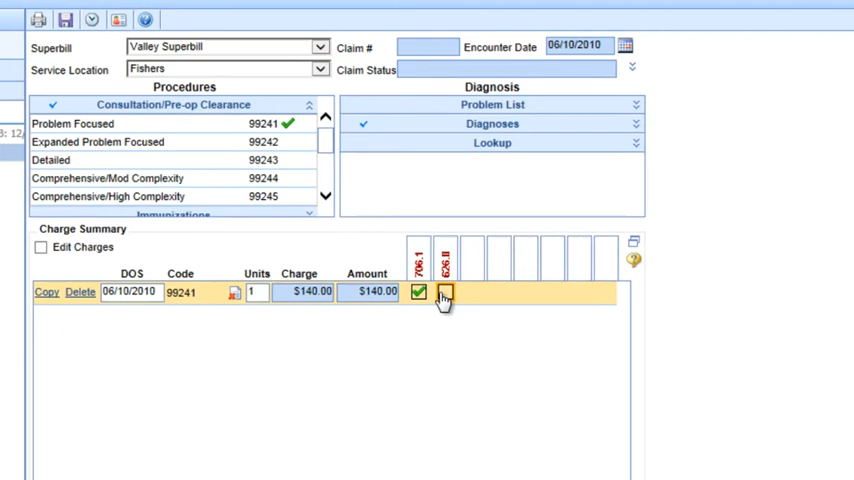 Superbill Valley Superbill Claim # Encounter Date 06/10/2010
Service Location Fishers Claim Status
Procedures Diagnosis
Consultation/Pre-op Clearance Problem List
Problem Focused 99241 Diagnoses
Expanded Problem Focused 99242 Lookup
Detailed 99243
Comprehensive/Mod Complexity 99244
Comprehensive/High Complexity 99245
Immunizations
Charge Summary
Edit Charges
706.1 626.8
DOS Code Units Charge Amount
Copy Delete 06/10/2010 99241 1 $140.00 $140.00
3: 12/